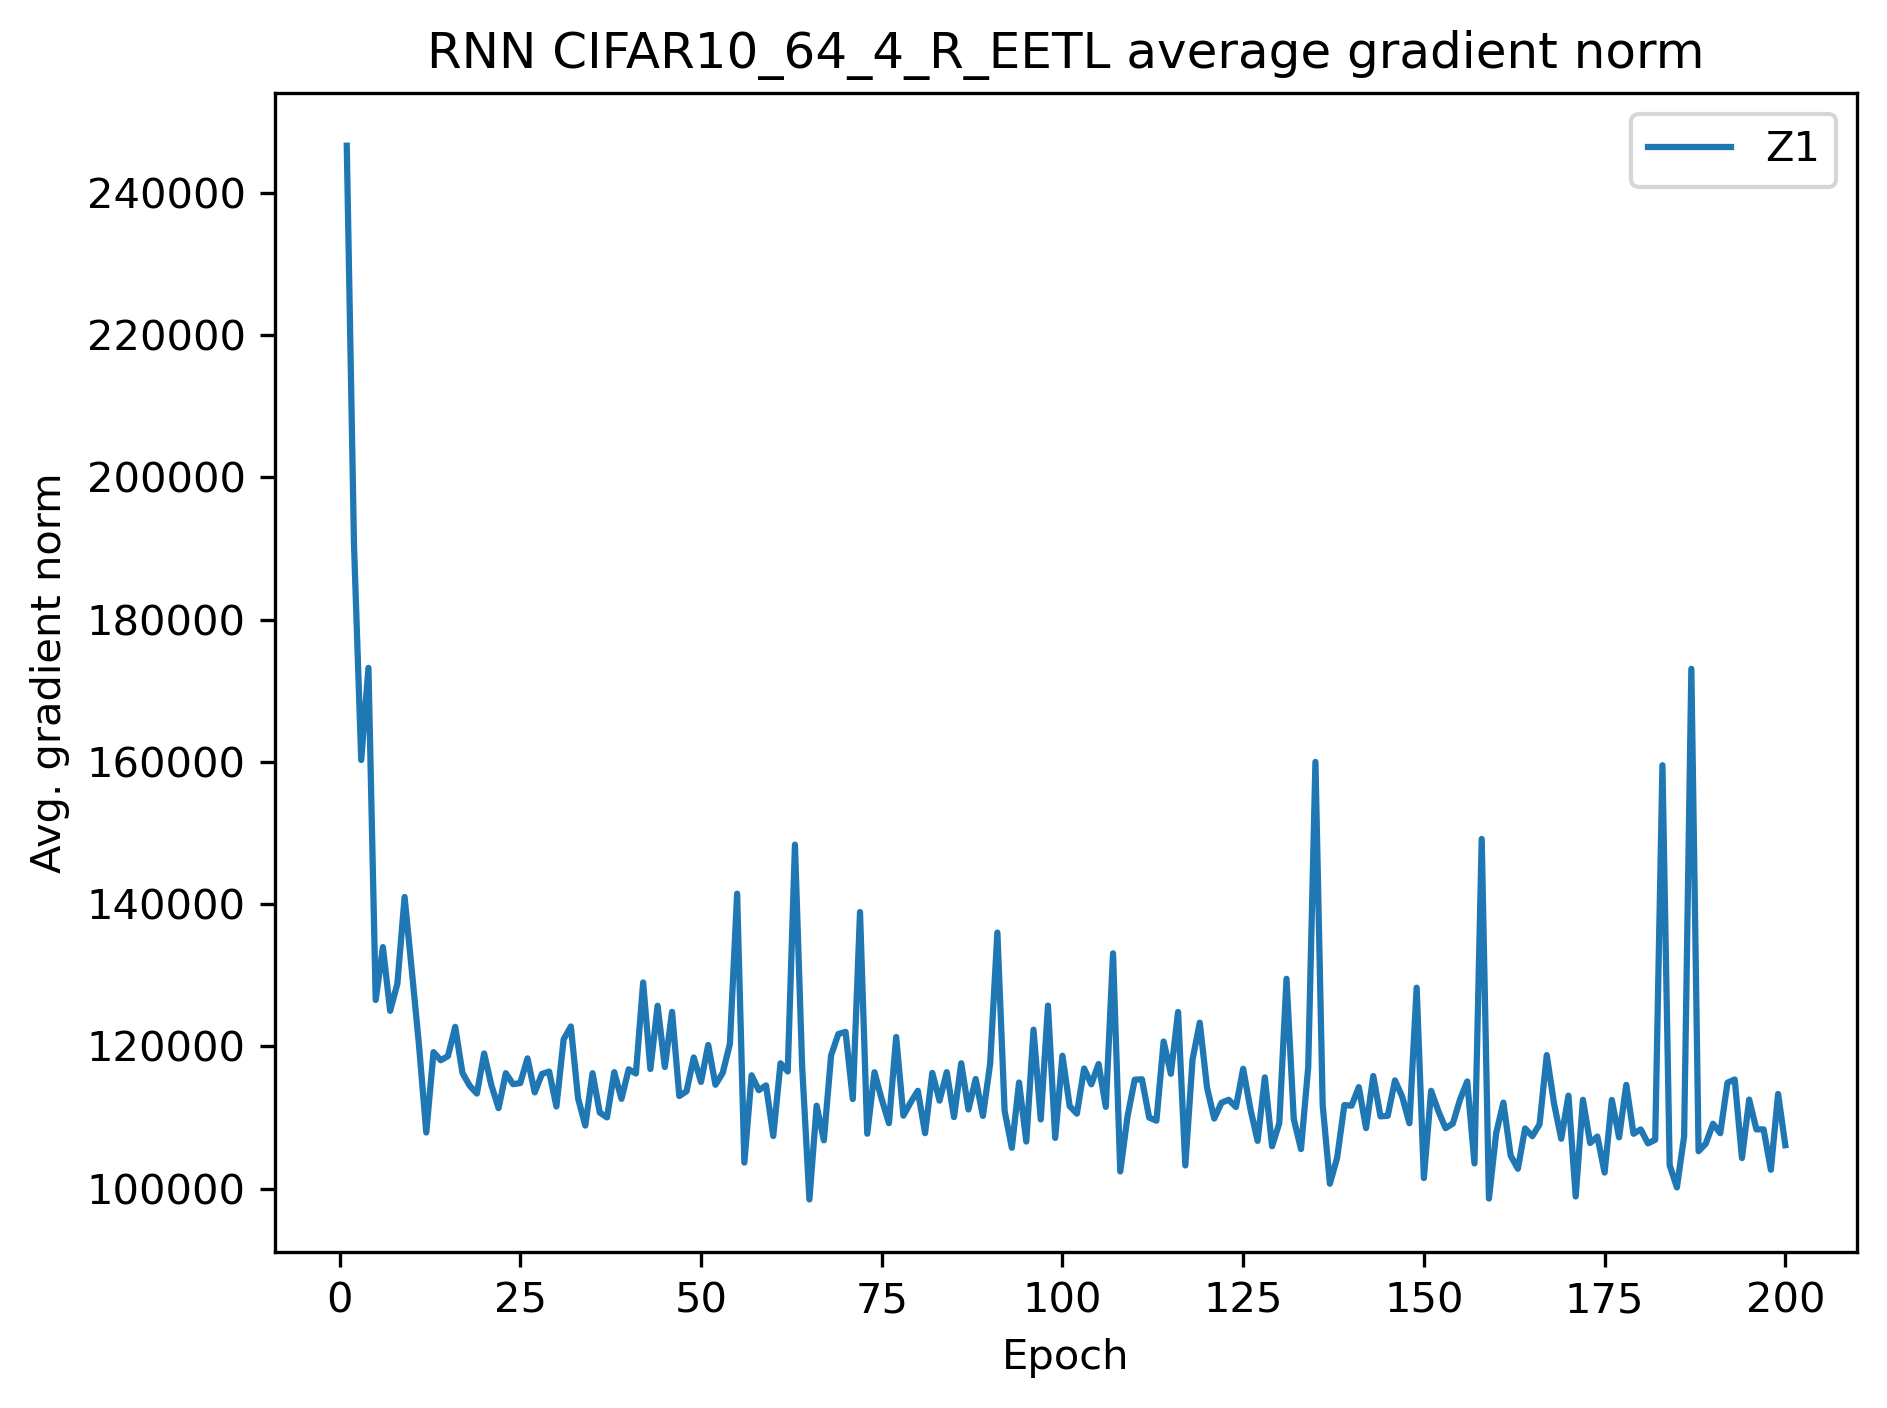 RNN CIFAR10_64_4_R_EETL average gradient norm
Z1
240000
220000
200000
180000
160000
140000
120000
100000
Avg. gradient norm
0 25 50 75 100 125 150 175 200
Epoch